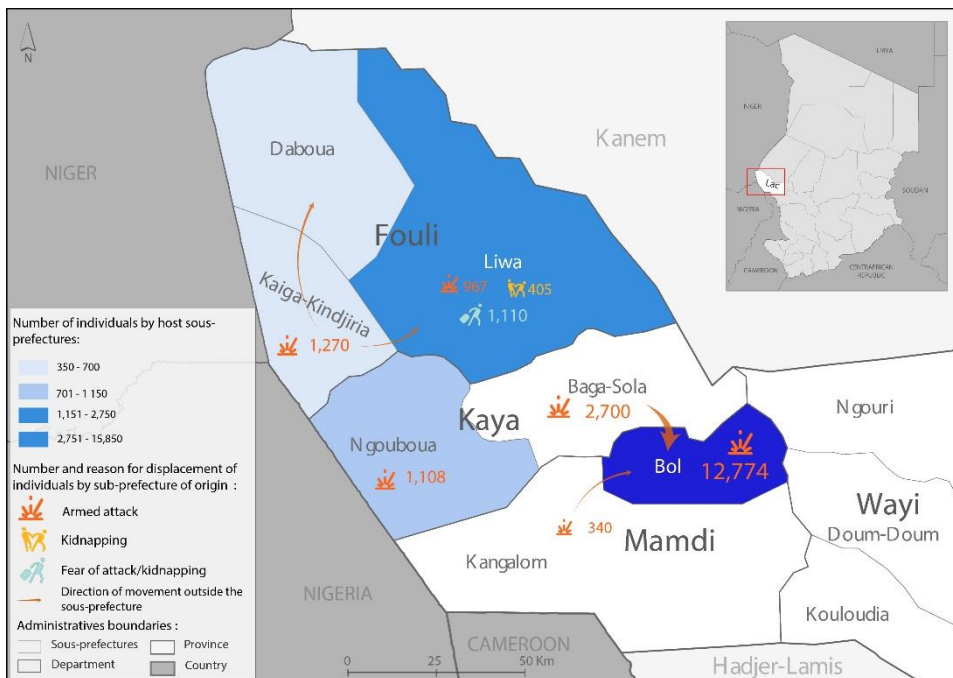 N
NIGER
Daboua
Kanem
Fouli
Liwa
967
405
1,110
Kaiga-Kindjiria
1,270
Baga-Sola
2,700
Kaya
Ngouboua
1,108
Ngouri
Bol
12,774
340
Kangalom
Mamdi
Wayi
Doum-Doum
Kouloudia
NIGERIA
CAMEROON
Hadjer-Lamis
0 25 50 Km
LIBYA
NIGER
Lac
SOUDAN
NIGERIA
CAMEROON
CENTRAFRICAN
REPUBLIC
Number of individuals by host sous-
prefectures:
350 - 700
701 - 1 150
1,151 - 2,750
2,751 - 15,850
Number and reason for displacement of
individuals by sub-prefecture of origin :
Armed attack
Kidnapping
Fear of attack/kidnapping
Direction of movement outside the
sous-prefecture
Administratives boundaries :
Sous-prefectures
Province
Department
Country